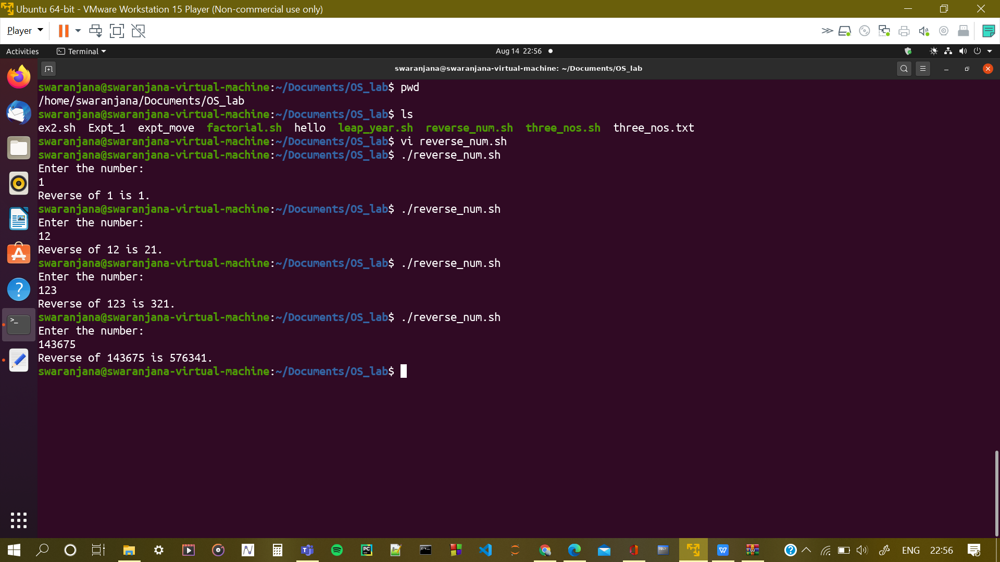 Ubuntu 64-bit - VMware Workstation 15 Player (Non-commercial use only)
Player
Activities Terminal Aug 14 22:56
swaranjana@swaranjana-virtual-machine: ~/Documents/OS_lab
swaranjana@swaranjana-virtual-machine:~/Documents/OS_lab$ pwd
/home/swaranjana/Documents/OS_lab
swaranjana@swaranjana-virtual-machine:~/Documents/OS_lab$ ls
ex2.sh Expt_1 expt_move factorial.sh hello leap_year.sh reverse_num.sh three_nos.sh three_nos.txt
swaranjana@swaranjana-virtual-machine:~/Documents/OS_lab$ vi reverse_num.sh
swaranjana@swaranjana-virtual-machine:~/Documents/OS_lab$ ./reverse_num.sh
Enter the number:
1
Reverse of 1 is 1.
swaranjana@swaranjana-virtual-machine:~/Documents/OS_lab$ ./reverse_num.sh
Enter the number:
12
Reverse of 12 is 21.
swaranjana@swaranjana-virtual-machine:~/Documents/OS_lab$ ./reverse_num.sh
Enter the number:
123
Reverse of 123 is 321.
swaranjana@swaranjana-virtual-machine:~/Documents/OS_lab$ ./reverse_num.sh
Enter the number:
143675
Reverse of 143675 is 576341.
swaranjana@swaranjana-virtual-machine:~/Documents/OS_lab$
ENG 22:56